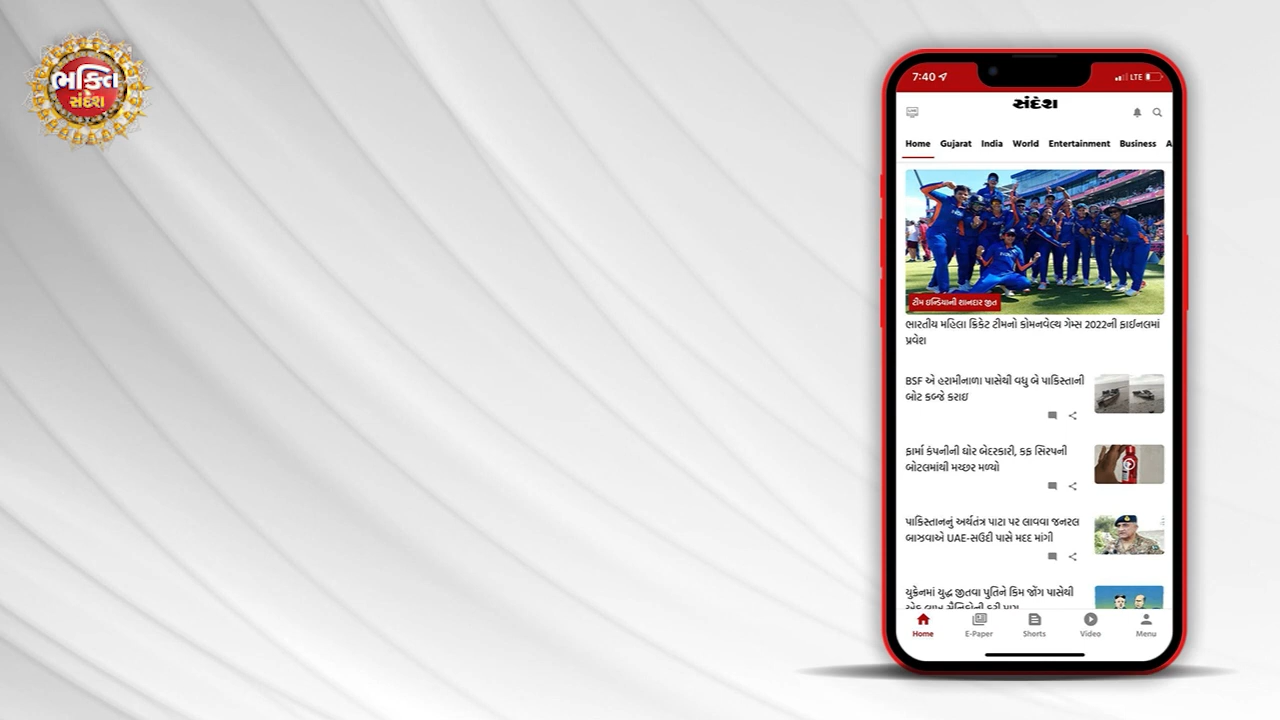 ભક્તિ
સંદેશ
7:40
LTE
સંદેશ
Home Gujarat India World Entertainment Business A
ટીમ ઇન્ડિયાની શાનદાર જીત
ભારતીય મહિલા ક્રિકેટ ટીમનો કોમનવેલ્થ ગેમ્સ 2022ની ફાઈનલમાં
પ્રવેશ
BSF એ હરામીનાળા પાસેથી વધુ બે પાકિસ્તાની
બોટ કબ્જે કરાઇ
ફાર્મા કંપનીની ઘોર બેદરકારી, કફ સિરપની
બોટલમાંથી મચ્છર મળ્યો
પાકિસ્તાનનું અર્થતંત્ર પાટા પર લાવવા જનરલ
બાઝવાએ UAE-સઉદી પાસે મદદ માંગી
યુક્રેનમાં યુદ્ધ જીતવા પુતિને કિમ જોંગ પાસેથી
Home E-Paper Shorts Video Menu